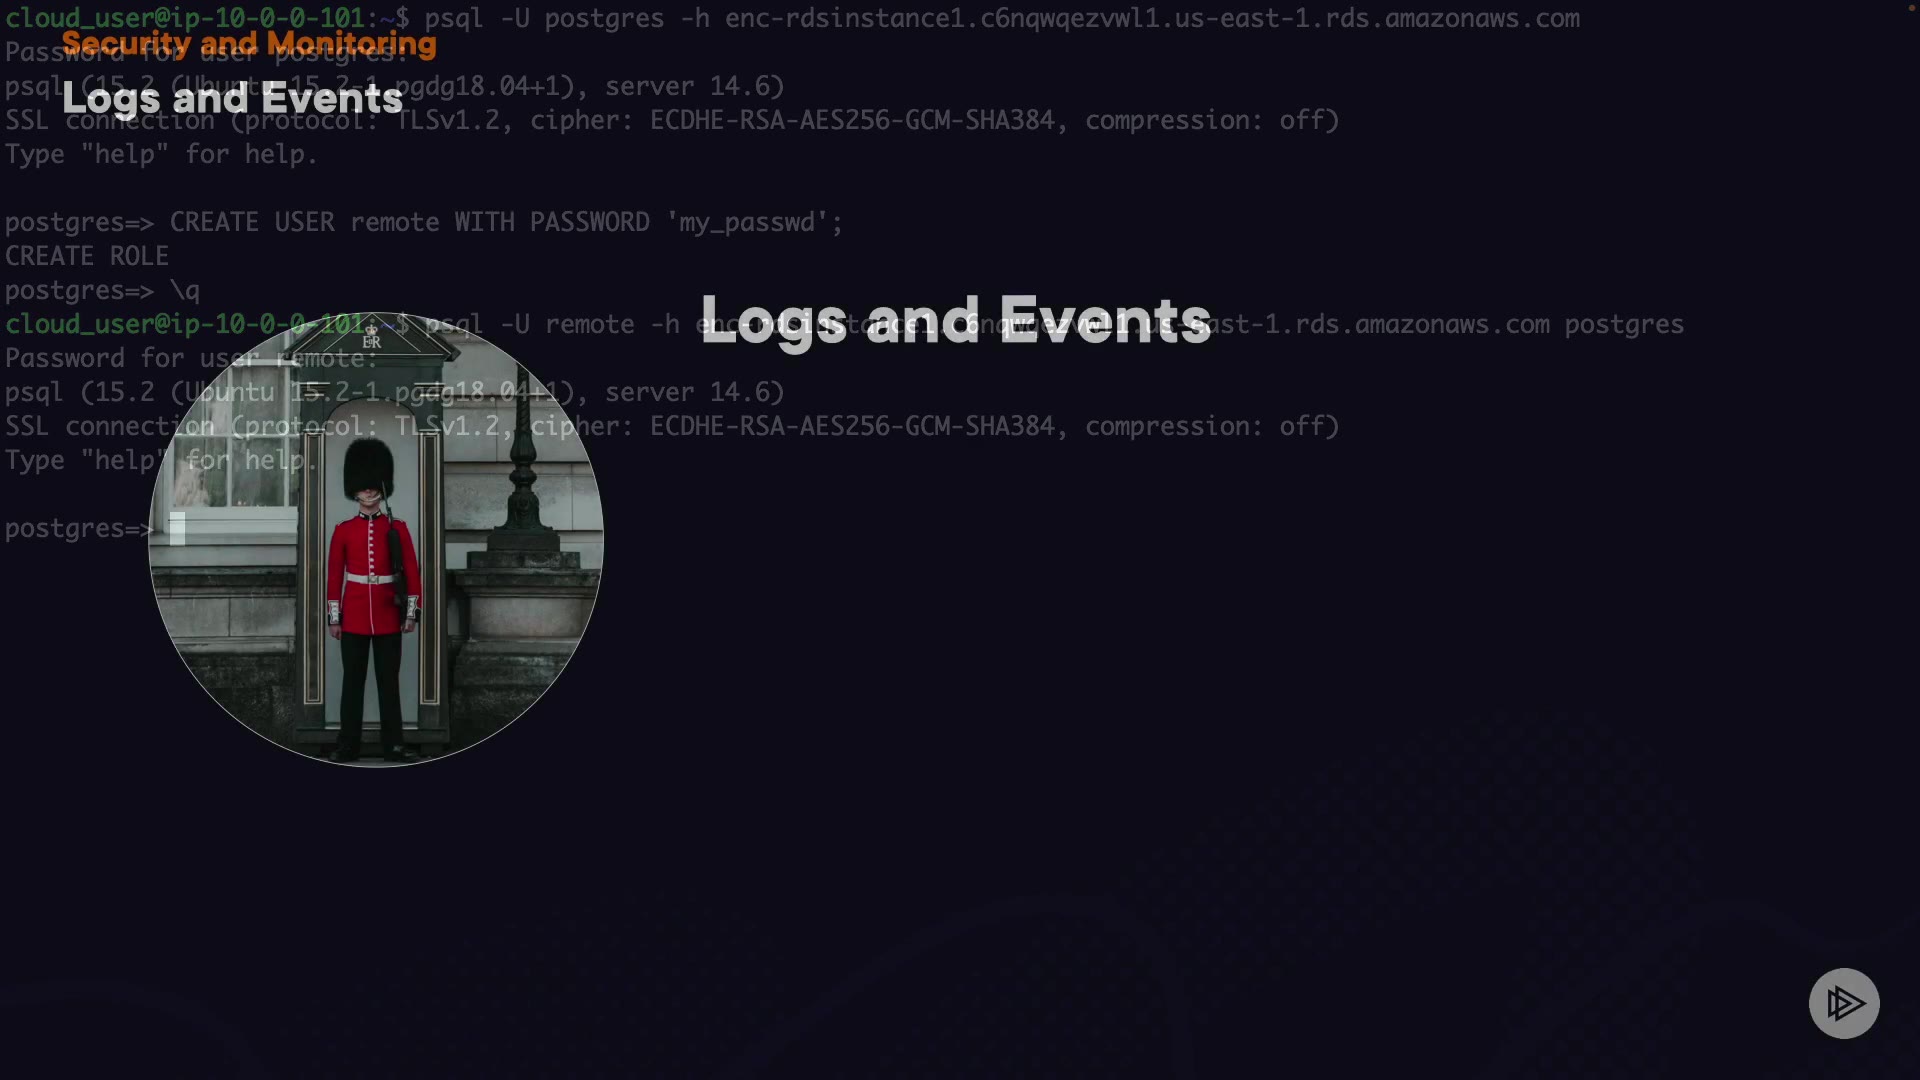 cloud_user@ip-10-0-0-101:~$ psql -U postgres -h enc-rdsinstance1.c6nqwqezvwl1.us-east-1.rds.amazonaws.com
Security and Monitoring
Password for user postgres:
psql (15.2 (Ubuntu 15.2-1.pgdg18.04+1), server 14.6)
Logs and Events
SSL connection (protocol: TLSv1.2, cipher: ECDHE-RSA-AES256-GCM-SHA384, compression: off)
Type "help" for help.
postgres=> CREATE USER remote WITH PASSWORD 'my_passwd';
CREATE ROLE
postgres=> \q
Logs and Events
cloud_user@ip-10-0-0-101:~$ psql -U remote -h enc-rdsinstance1.c6nqwqezvwl1.us-east-1.rds.amazonaws.com postgres
EIIR
Password for user remote:
psql (15.2 (Ubuntu 15.2-1.pgdg18.04+1), server 14.6)
SSL connection (protocol: TLSv1.2, cipher: ECDHE-RSA-AES256-GCM-SHA384, compression: off)
Type "help" for help.
postgres=>